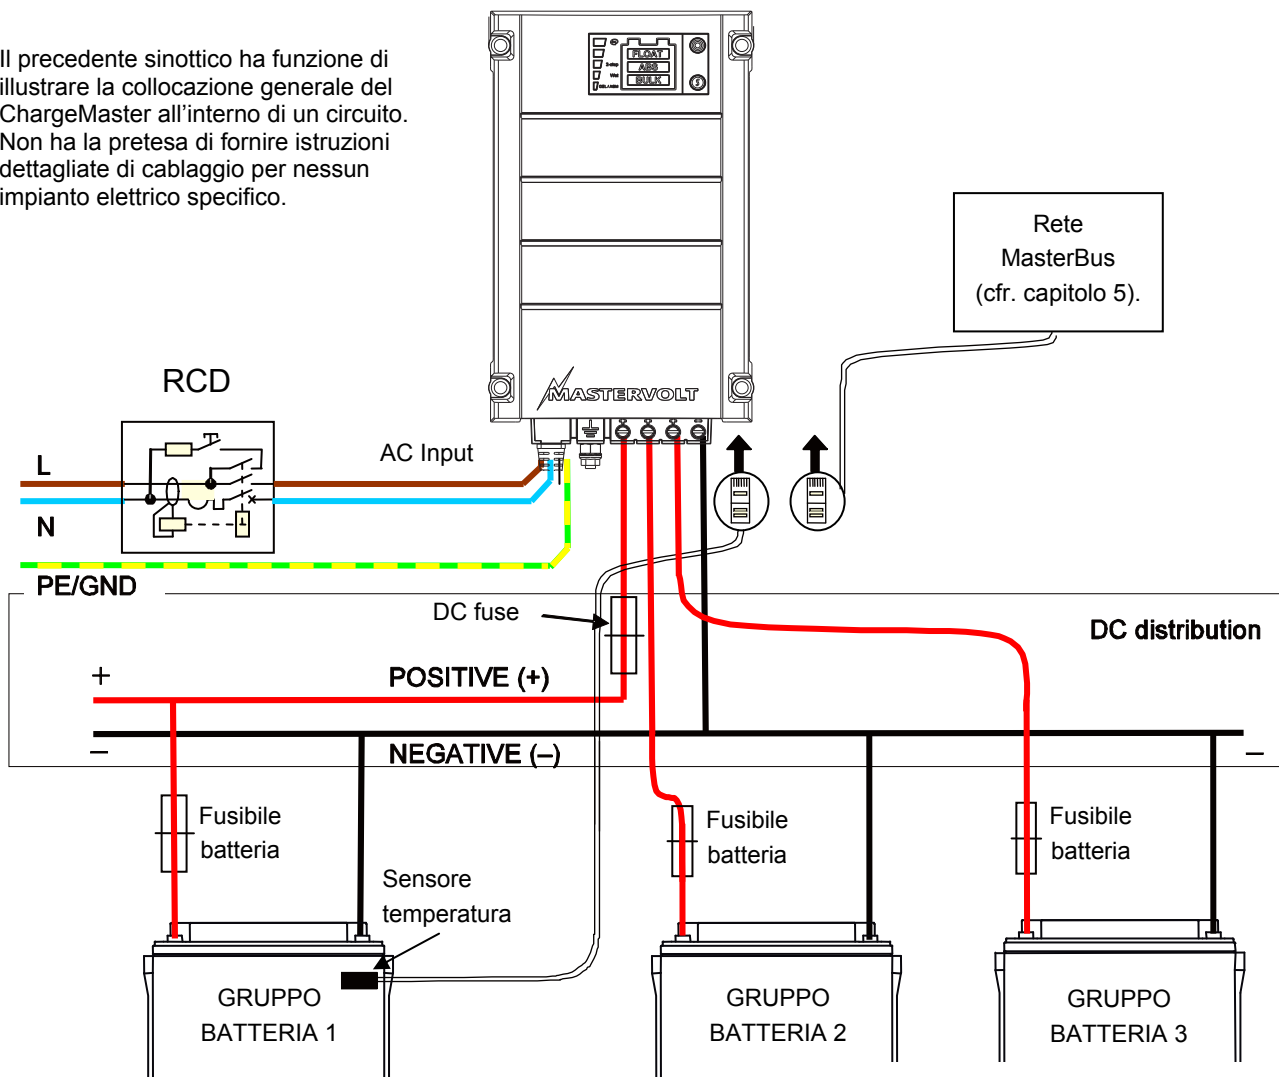 Il precedente sinottico ha funzione di
illustrare la collocazione generale del
ChargeMaster all'interno di un circuito.
Non ha la pretesa di fornire istruzioni
dettagliate di cablaggio per nessun
impianto elettrico specifico.
FLOAT
ABS
BULK
Rete
MasterBus
(cfr. capitolo 5).
MASTERVOLT
RCD
AC Input
L
N
PE/GND
DC fuse
DC distribution
+
POSITIVE (+)
–
NEGATIVE (–)
–
Fusibile
batteria
Fusibile
batteria
Fusibile
batteria
Sensore
temperatura
GRUPPO
BATTERIA 1
GRUPPO
BATTERIA 2
GRUPPO
BATTERIA 3